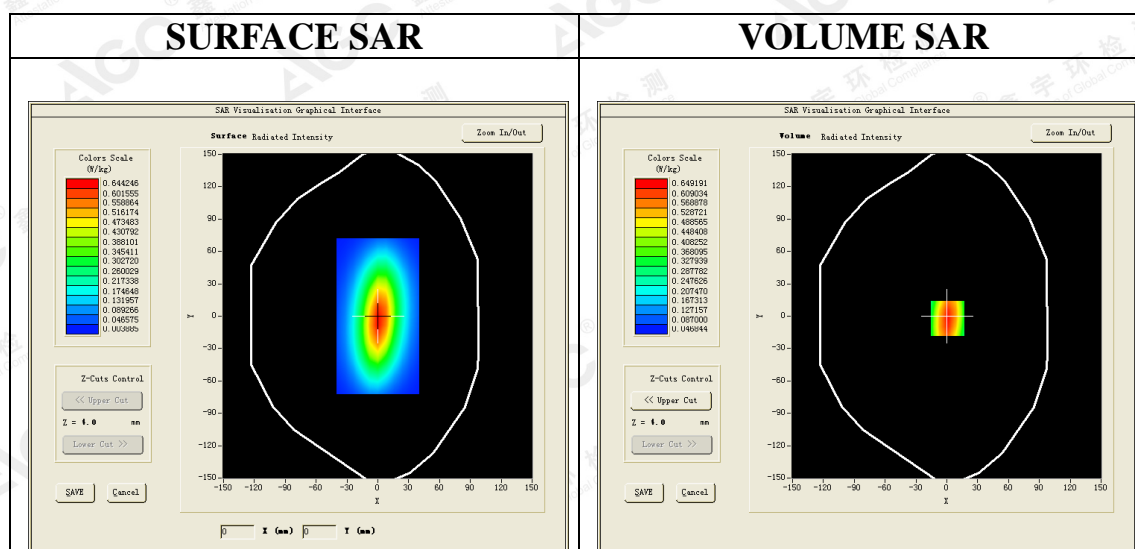 SURFACE SAR
VOLUME SAR
SAR Visualisation Graphical Interface
Surface Radiated Intensity
Zoom In/Out
Colors Scale
(W/kg)
0.644246
0.601555
0.558864
0.516174
0.473483
0.430792
0.388101
0.345411
0.302720
0.260029
0.217338
0.174648
0.131957
0.089266
0.046575
0.003885
150
120
90
60
30
0
-30
-60
-90
-120
-150
Y
-150 -120 -90 -60 -30 0 30 60 90 120 150
X
Z-Cuts Control
<< Upper Cut
Z = 4.0 mm
Lower Cut >>
SAVE
Cancel
0 X (mm) 0 Y (mm)
SAR Visualisation Graphical Interface
Volume Radiated Intensity
Zoom In/Out
Colors Scale
(W/kg)
0.649191
0.609034
0.568878
0.528721
0.488565
0.448408
0.408252
0.368095
0.327939
0.287782
0.247626
0.207470
0.167313
0.127157
0.087000
0.046844
150
120
90
60
30
0
-30
-60
-90
-120
-150
Y
-150 -120 -90 -60 -30 0 30 60 90 120 150
X
Z-Cuts Control
<< Upper Cut
Z = 4.0 mm
Lower Cut >>
SAVE
Cancel